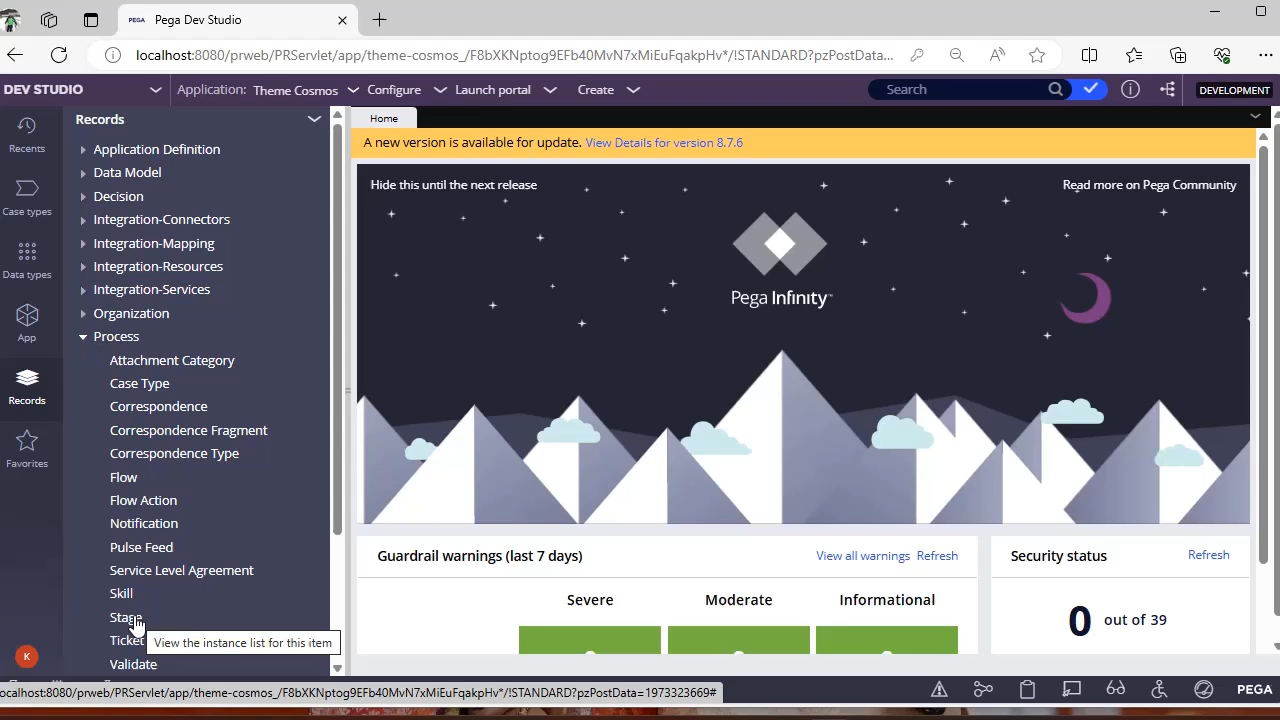 PEGA Pega Dev Studio
localhost:8080/prweb/PRServlet/app/theme-cosmos_/F8bXKNptog9EFb40MvN7xMiEuFqakpHv*/!STANDARD?pzPostData...
DEV STUDIO Application: Theme Cosmos Configure Launch portal Create Search DEVELOPMENT
Recents
Case types
Data types
App
Records
Favorites
K
Records
Application Definition
Data Model
Decision
Integration-Connectors
Integration-Mapping
Integration-Resources
Integration-Services
Organization
Process
Attachment Category
Case Type
Correspondence
Correspondence Fragment
Correspondence Type
Flow
Flow Action
Notification
Pulse Feed
Service Level Agreement
Skill
Stage
Ticket
View the instance list for this item
Validate
Home
A new version is available for update. View Details for version 8.7.6
Hide this until the next release Read more on Pega Community
Pega Infinity™
Guardrail warnings (last 7 days) View all warnings Refresh
Severe Moderate Informational
Security status Refresh
0 out of 39
localhost:8080/prweb/PRServlet/app/theme-cosmos_/F8bXKNptog9EFb40MvN7xMiEuFqakpHv*/!STANDARD?pzPostData=1973323669#
PEGA